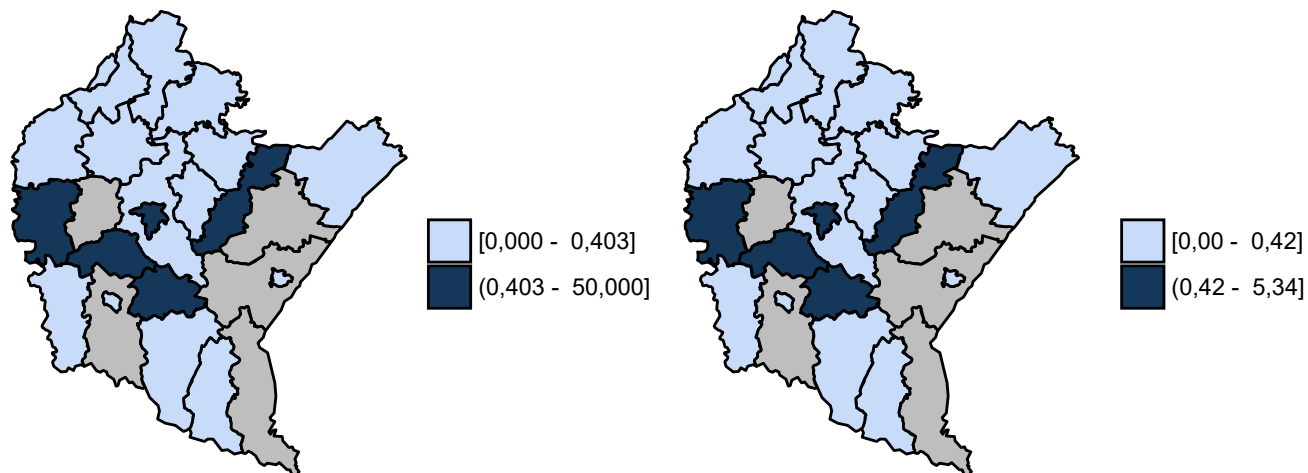 [0,000 - 0,403]
(0,403 - 50,000]
[0,00 - 0,42]
(0,42 - 5,34]